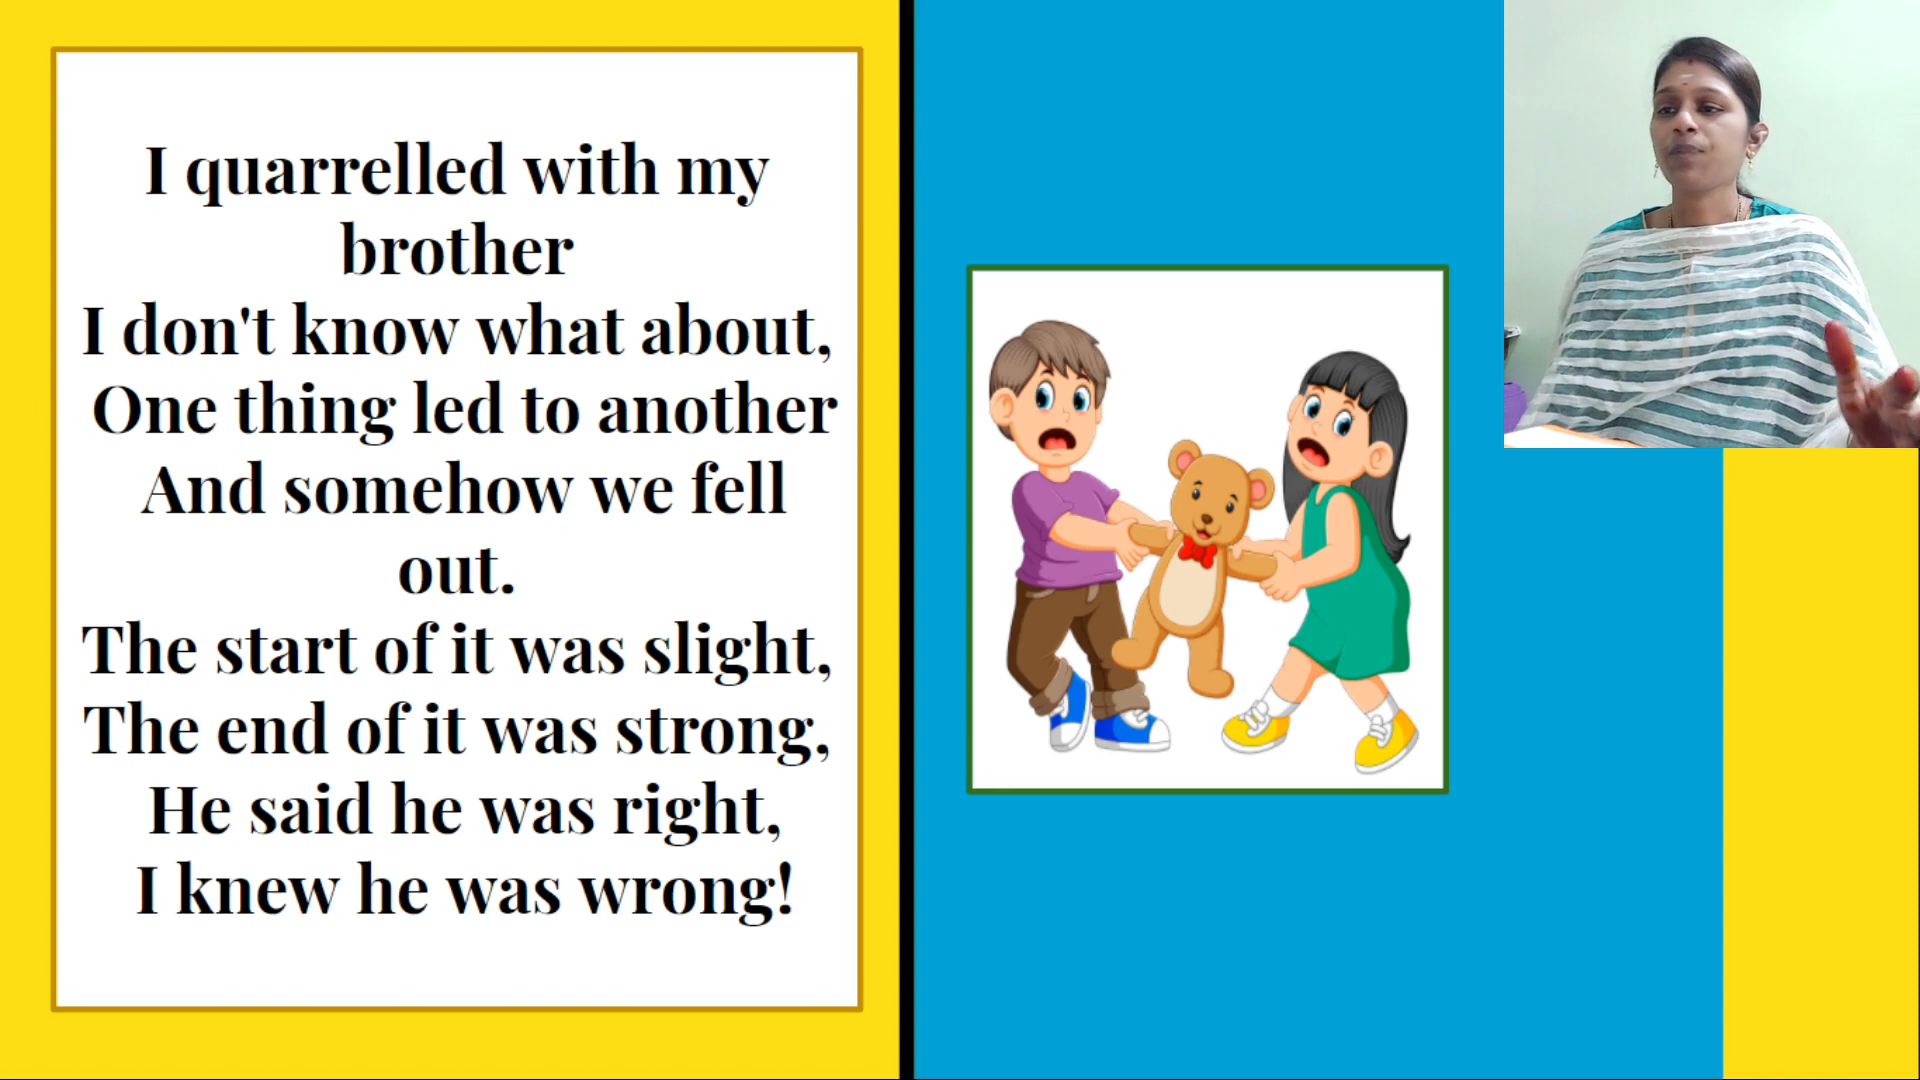 I quarrelled with my
brother
I don't know what about,
One thing led to another
And somehow we fell
out.
The start of it was slight,
The end of it was strong,
He said he was right,
I knew he was wrong!